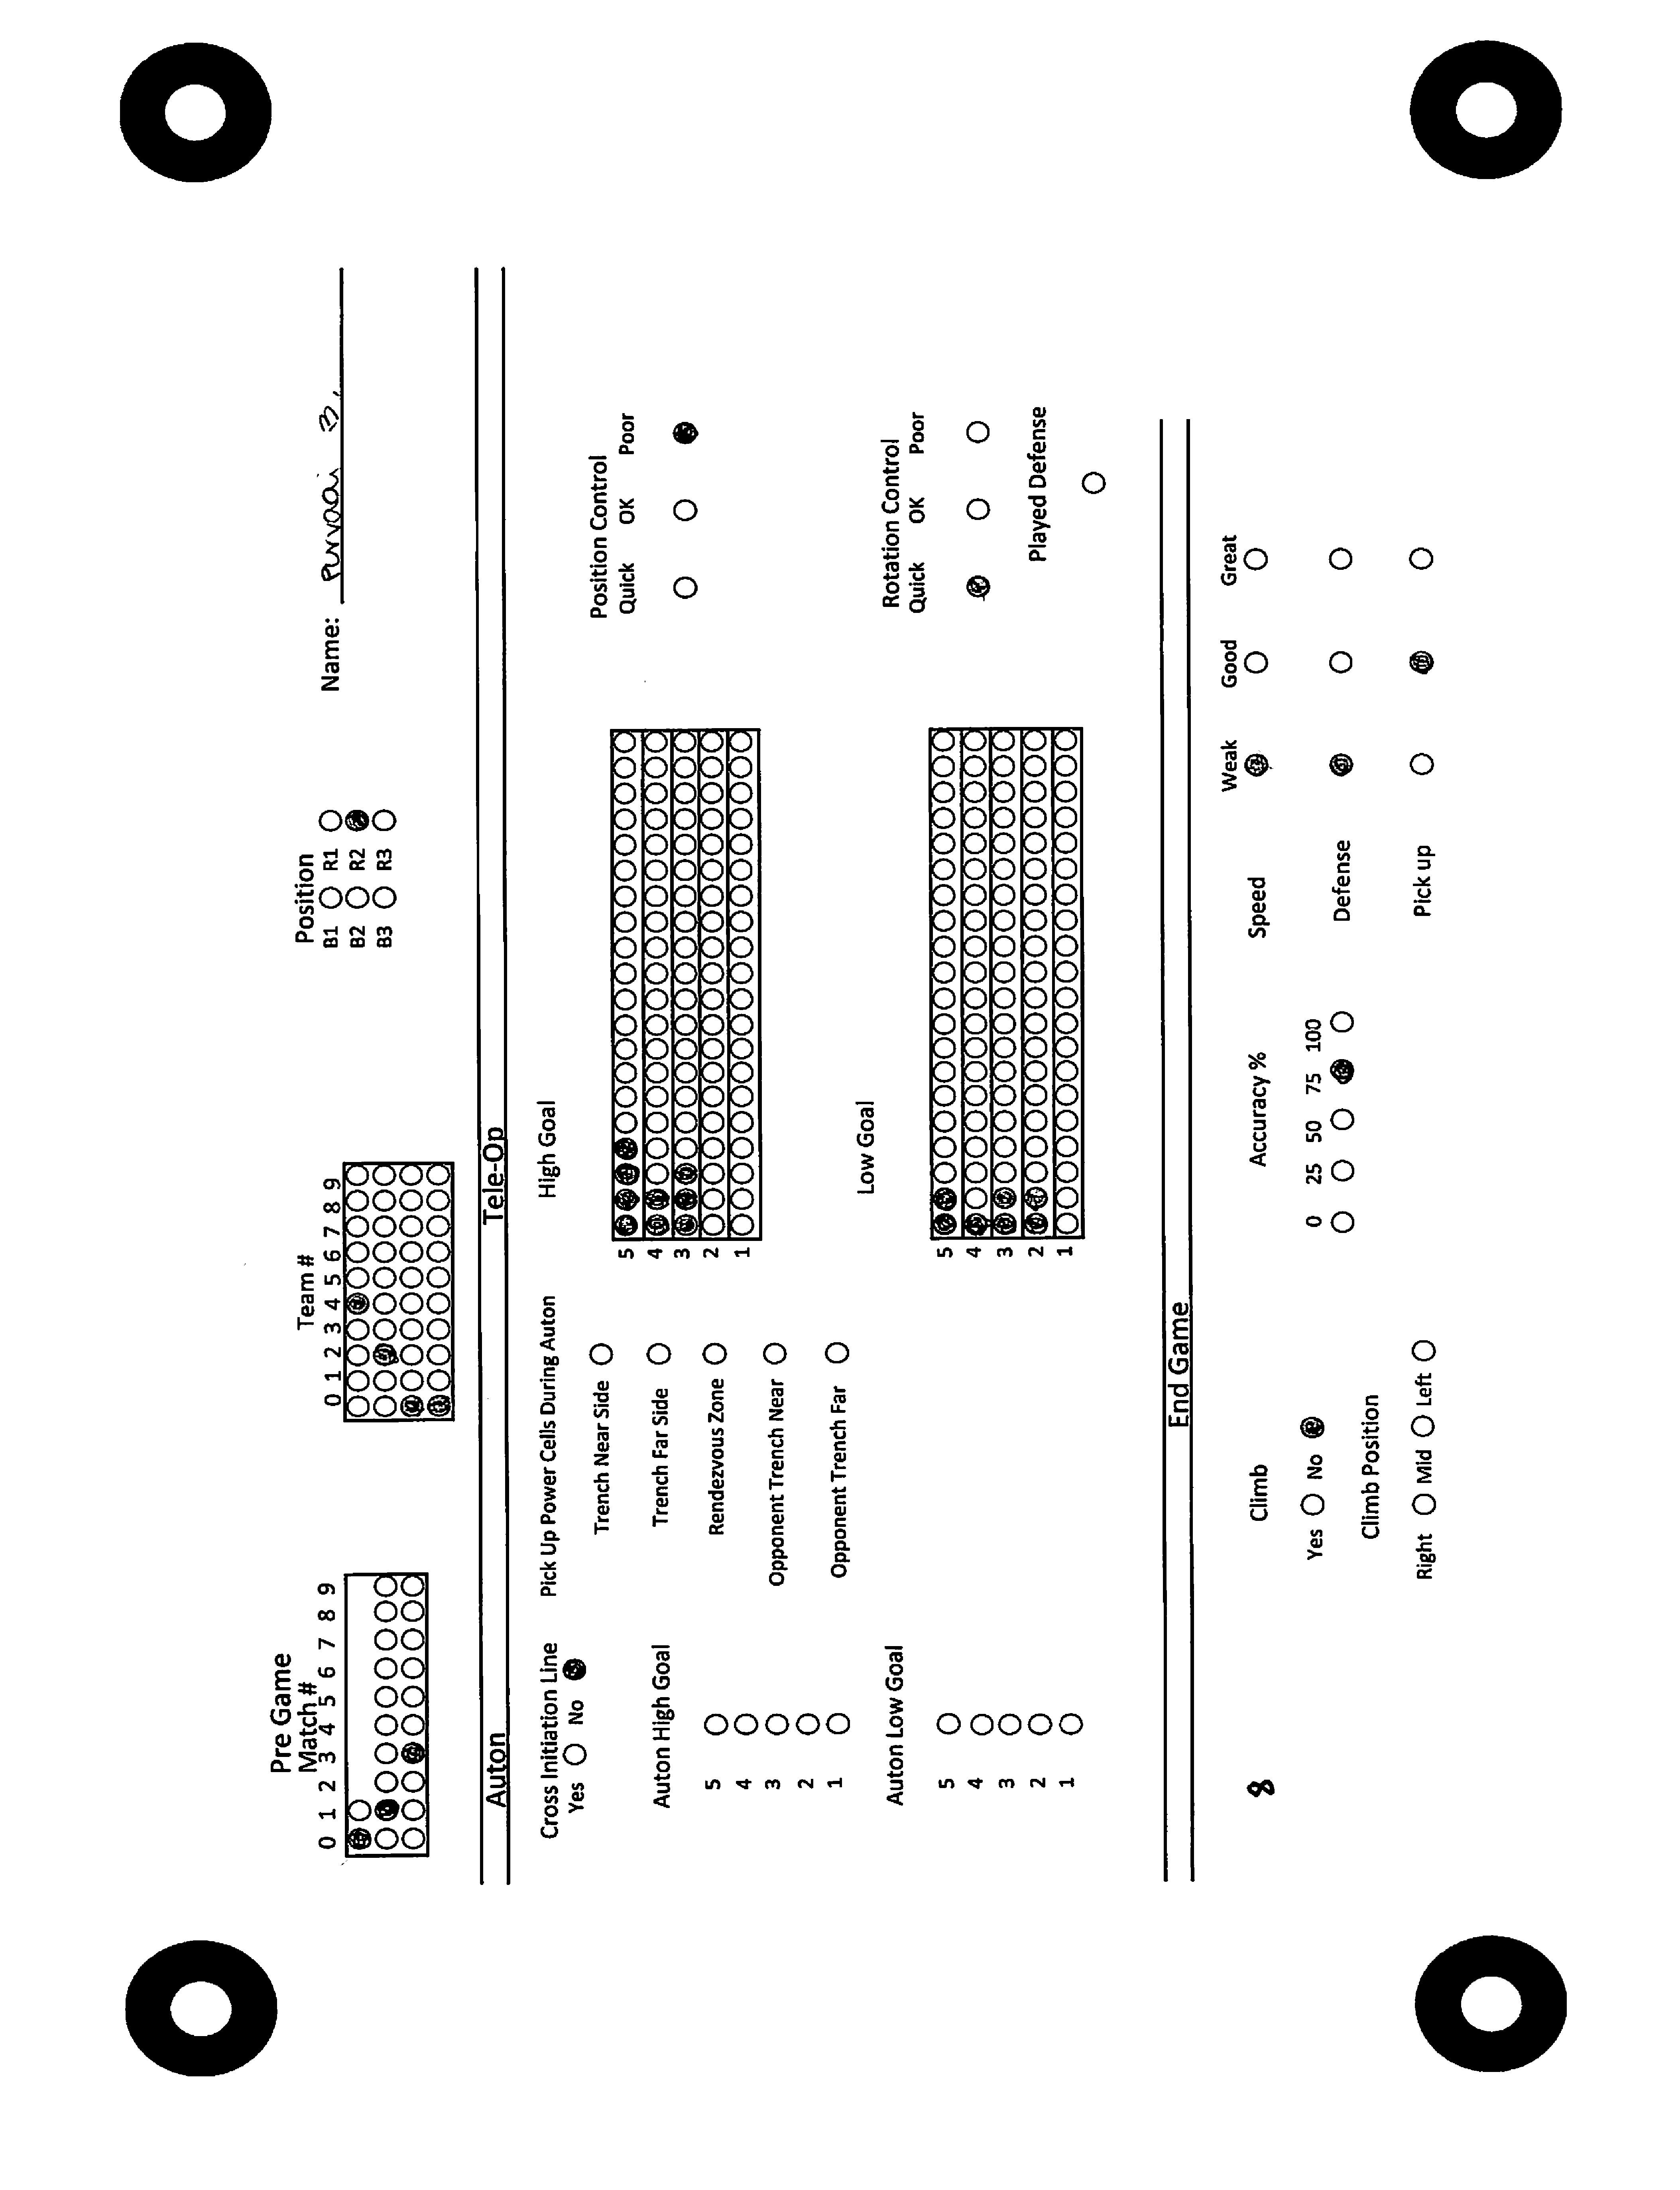 Pre Game
Match #
0 1 2 3 4 5 6 7 8 9
Team #
0 1 2 3 4 5 6 7 8 9
Position
B1 R1
B2 R2
B3 R3
Name: Purvaa B.
Auton
Tele-Op
Cross Initiation Line
Yes No
Auton High Goal
5
4
3
2
1
Auton Low Goal
5
4
3
2
1
Pick Up Power Cells During Auton
Trench Near Side
Trench Far Side
Rendezvous Zone
Opponent Trench Near
Opponent Trench Far
High Goal
5
4
3
2
1
Low Goal
5
4
3
2
1
Position Control
Quick OK Poor
Rotation Control
Quick OK Poor
Played Defense
End Game
8
Climb
Yes No
Climb Position
Right Mid Left
Accuracy %
0 25 50 75 100
Weak Good Great
Speed
Defense
Pick up